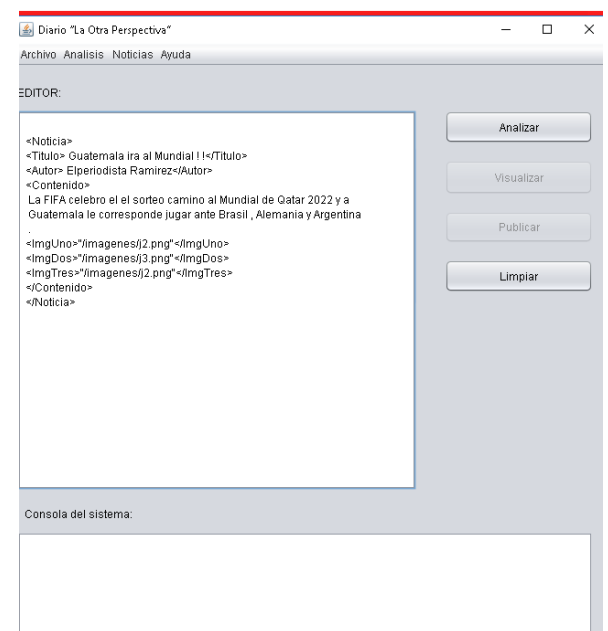 Diario "La Otra Perspectiva"
Archivo Analisis Noticias Ayuda
EDITOR:
<Noticia>
<Titulo> Guatemala ira al Mundial ! !</Titulo>
<Autor> Elperiodista Ramirez</Autor>
<Contenido>
La FIFA celebro el el sorteo camino al Mundial de Qatar 2022 y a
Guatemala le corresponde jugar ante Brasil , Alemania y Argentina
.
<ImgUno>"/imagenes/j2.png"</ImgUno>
<ImgDos>"/imagenes/j3.png"</ImgDos>
<ImgTres>"/imagenes/j2.png"</ImgTres>
</Contenido>
</Noticia>
Analizar
Visualizar
Publicar
Limpiar
Consola del sistema: